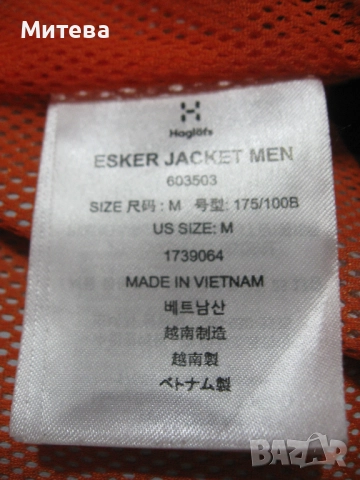 Митева
Haglöfs
ESKER JACKET MEN
603503
SIZE 尺码 : M 号型: 175/100B
US SIZE: M
1739064
MADE IN VIETNAM
베트남산
越南制造
越南製
ベトナム製
BAZAR